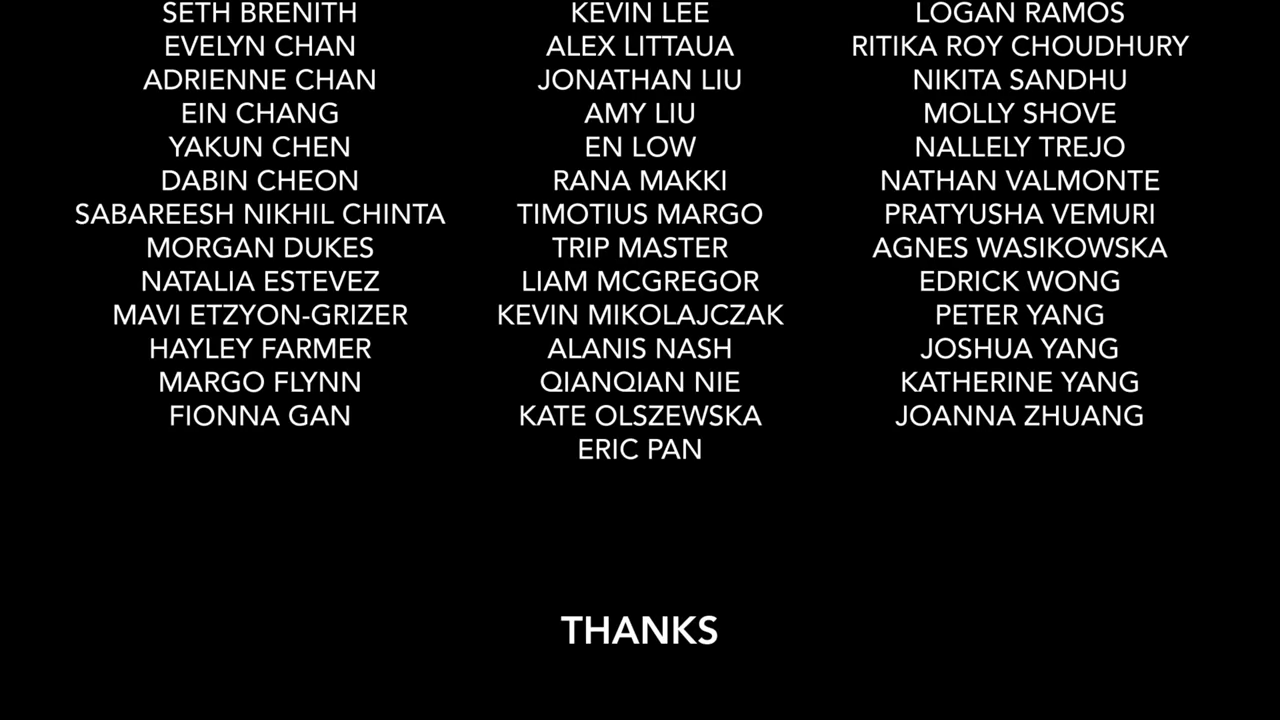 SETH BRENITH
EVELYN CHAN
ADRIENNE CHAN
EIN CHANG
YAKUN CHEN
DABIN CHEON
SABAREESH NIKHIL CHINTA
MORGAN DUKES
NATALIA ESTEVEZ
MAVI ETZYON-GRIZER
HAYLEY FARMER
MARGO FLYNN
FIONNA GAN
KEVIN LEE
ALEX LITTAUA
JONATHAN LIU
AMY LIU
EN LOW
RANA MAKKI
TIMOTIUS MARGO
TRIP MASTER
LIAM MCGREGOR
KEVIN MIKOLAJCZAK
ALANIS NASH
QIANQIAN NIE
KATE OLSZEWSKA
ERIC PAN
LOGAN RAMOS
RITIKA ROY CHOUDHURY
NIKITA SANDHU
MOLLY SHOVE
NALLELY TREJO
NATHAN VALMONTE
PRATYUSHA VEMURI
AGNES WASIKOWSKA
EDRICK WONG
PETER YANG
JOSHUA YANG
KATHERINE YANG
JOANNA ZHUANG
THANKS